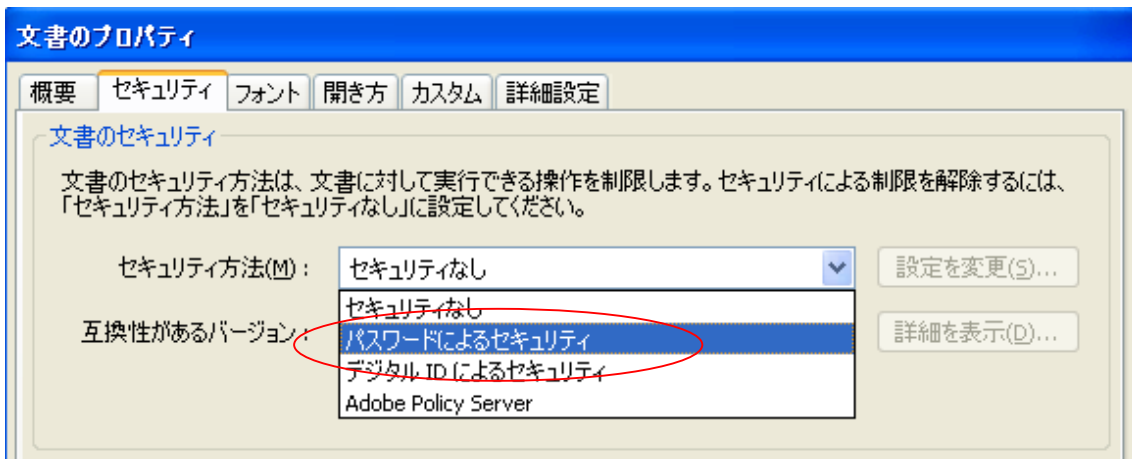 文書のプロパティ
概要 セキュリティ フォント 開き方 カスタム 詳細設定
文書のセキュリティ
文書のセキュリティ方法は、文書に対して実行できる操作を制限します。セキュリティによる制限を解除するには、
「セキュリティ方法」を「セキュリティなし」に設定してください。
セキュリティ方法(M): セキュリティなし 設定を変更(S)...
セキュリティなし
互換性があるバージョン: パスワードによるセキュリティ 詳細を表示(D)...
デジタル ID によるセキュリティ
Adobe Policy Server